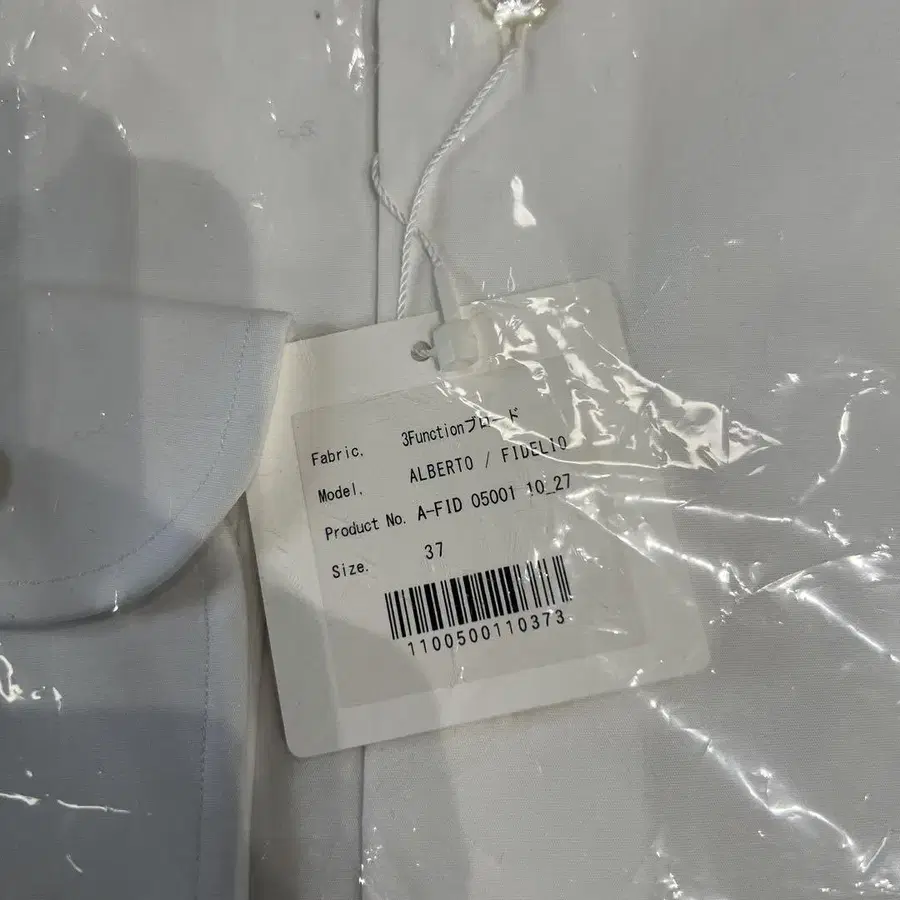 Fabric. 3Functionブロード
Model. ALBERTO / FIDELIO
Product No. A-FID 05001 10_27
Size. 37
1100500110373